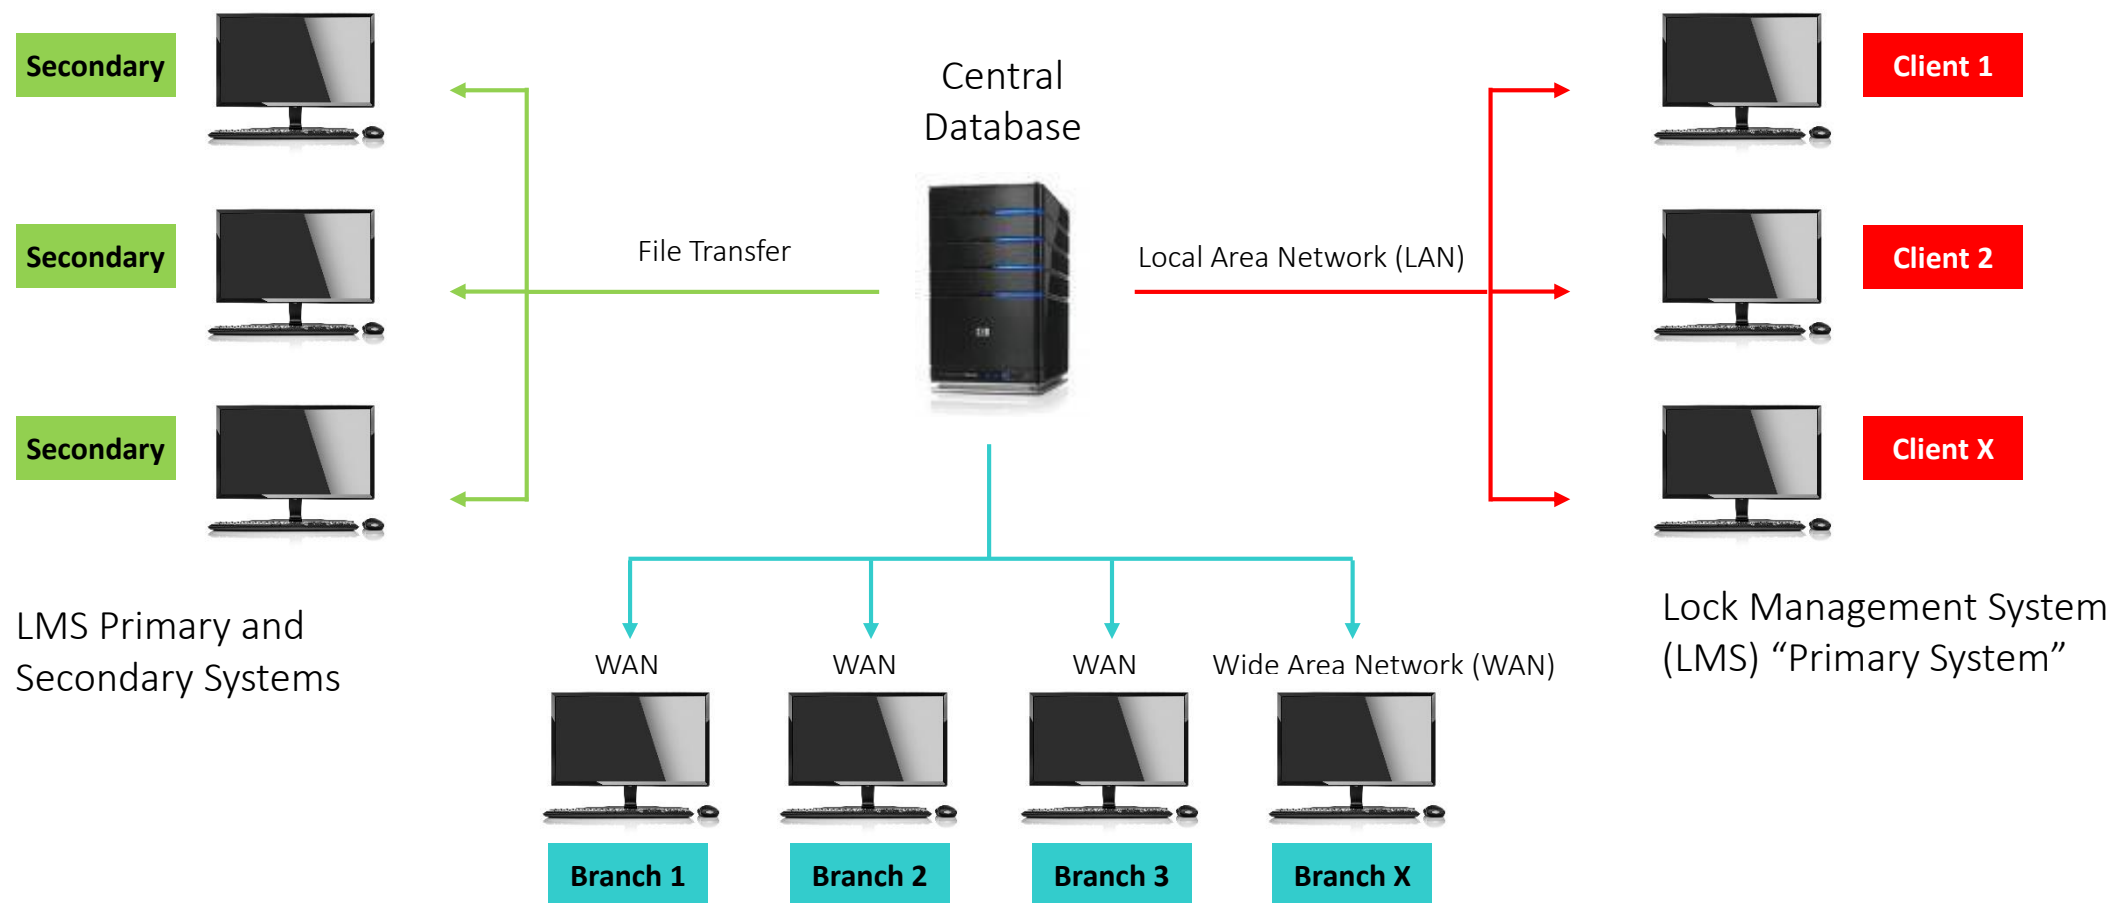 Secondary
Central
Database
Client 1
Secondary
File Transfer
Local Area Network (LAN)
Client 2
Secondary
Client X
LMS Primary and
Secondary Systems
Lock Management System
(LMS) “Primary System”
WAN
WAN
WAN
Wide Area Network (WAN)
Branch 1
Branch 2
Branch 3
Branch X